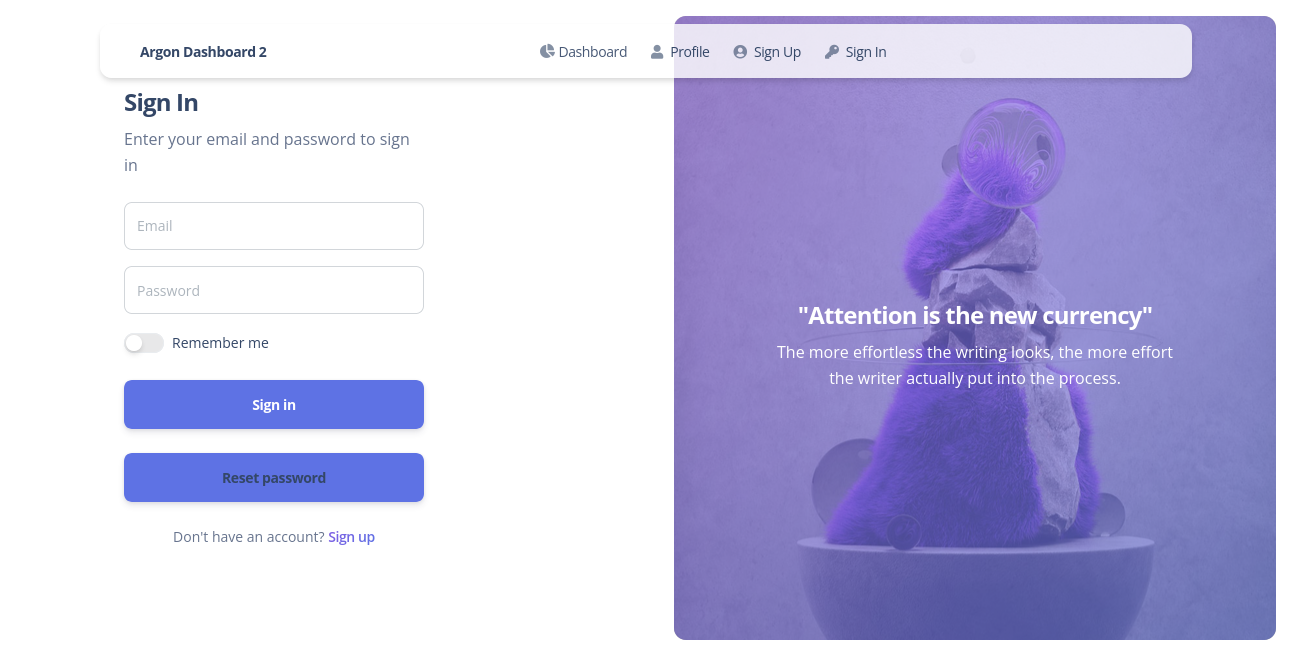 Argon Dashboard 2
Dashboard
Profile
Sign Up
Sign In
Sign In
Enter your email and password to sign
in
Email
Password
Remember me
Sign in
Reset password
Don't have an account? Sign up
"Attention is the new currency"
The more effortless the writing looks, the more effort
the writer actually put into the process.